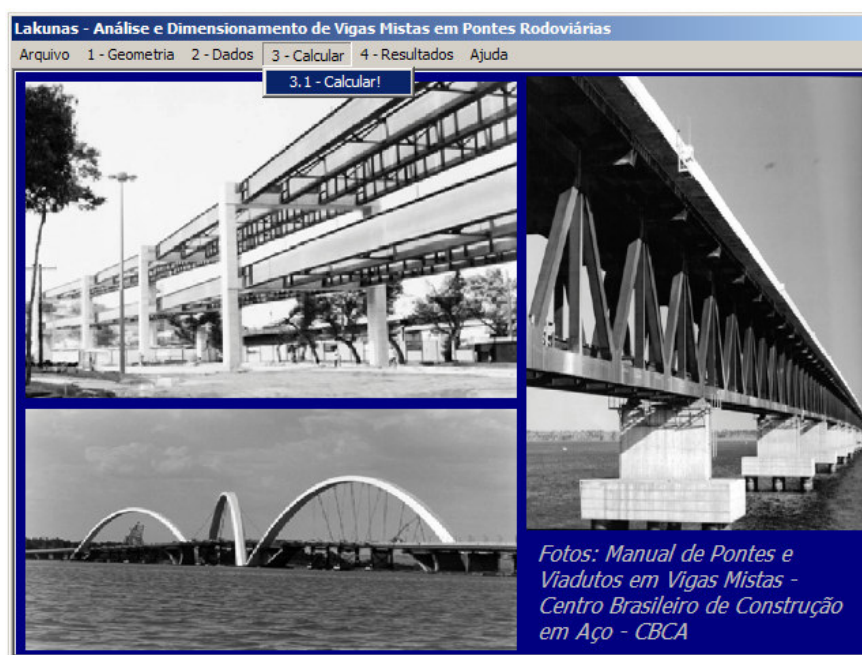 Lakunas - Análise e Dimensionamento de Vigas Mistas em Pontes Rodoviárias
Arquivo 1 - Geometria 2 - Dados 3 - Calcular 4 - Resultados Ajuda
3.1 - Calcular!
Fotos: Manual de Pontes e
Viadutos em Vigas Mistas -
Centro Brasileiro de Construção
em Aço - CBCA